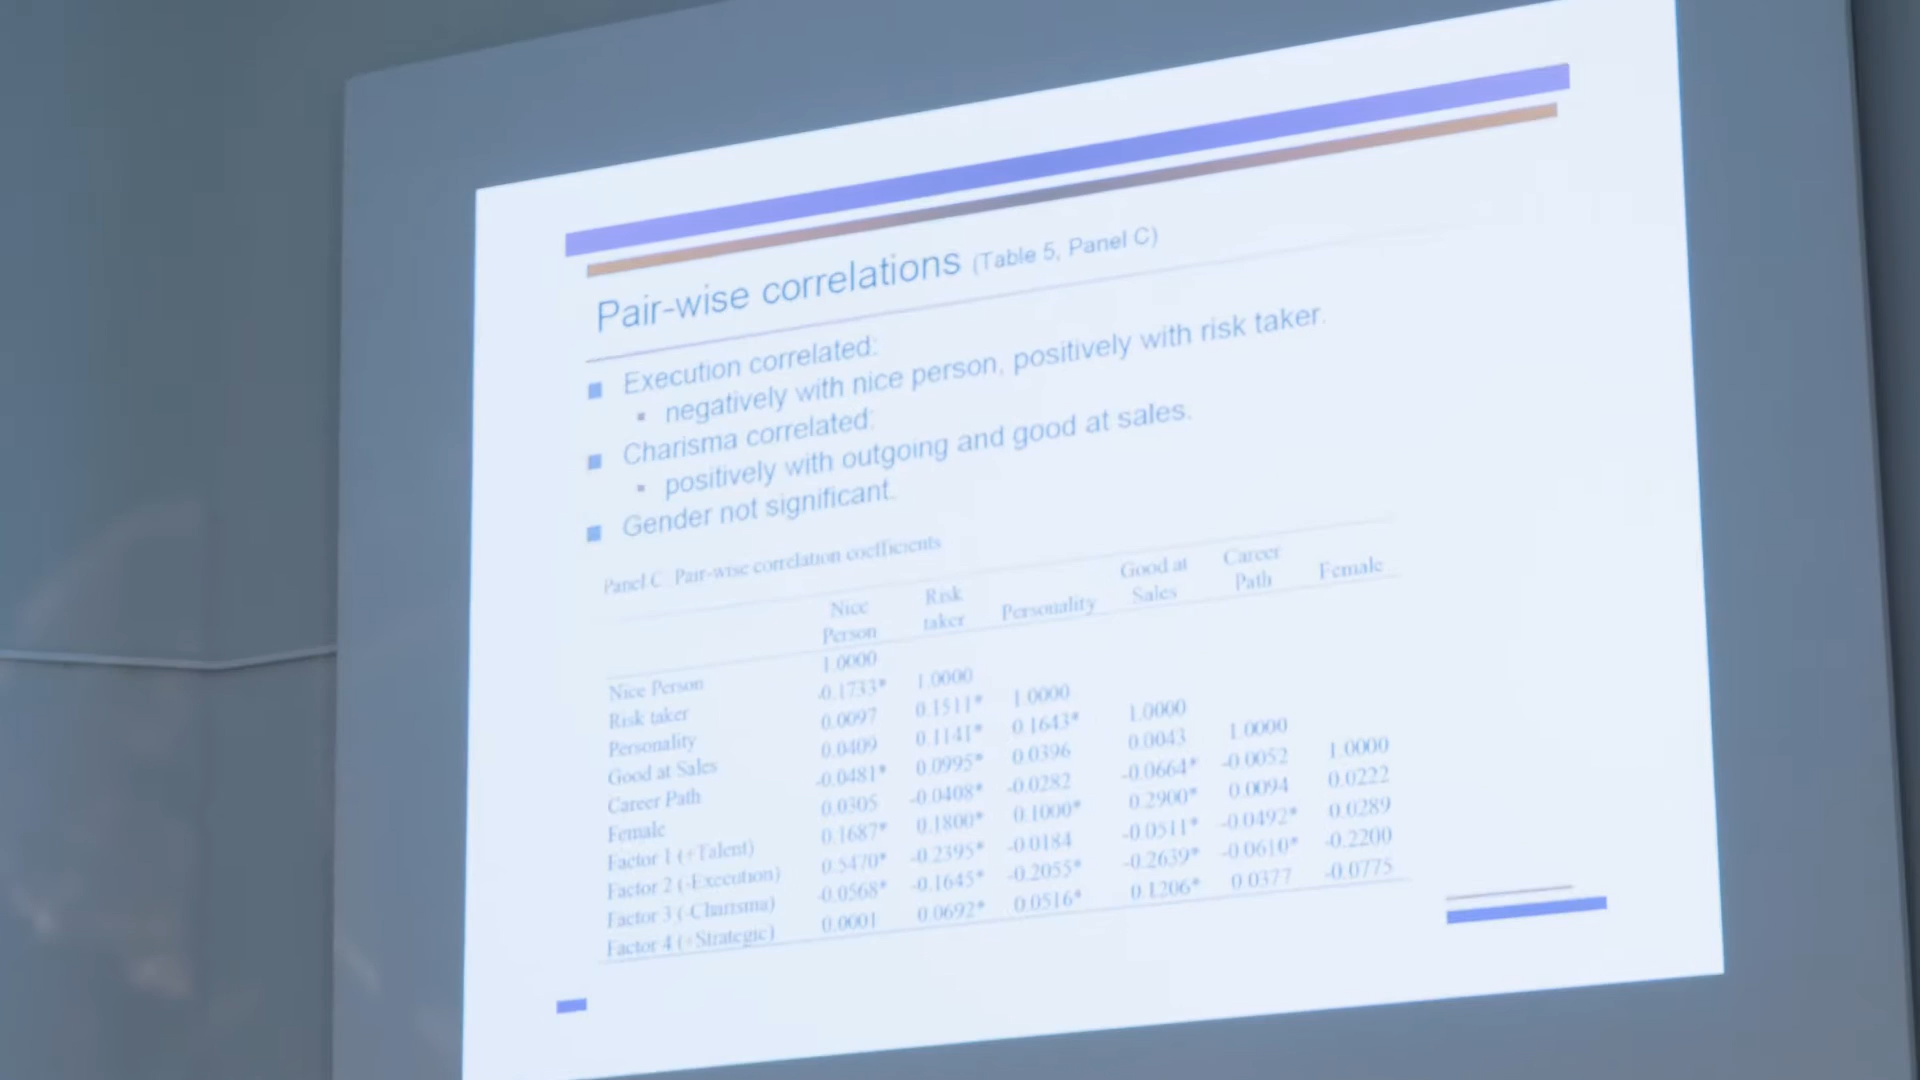 Pair-wise correlations (Table 5, Panel C)
Execution correlated:
negatively with nice person, positively with risk taker.
Charisma correlated:
positively with outgoing and good at sales.
Gender not significant.
Panel C Pair-wise correlation coefficients
Nice Person Risk taker Personality Good at Sales Career Path Female
Nice Person 1.0000
Risk taker -0.1733* 1.0000
Personality 0.0097 0.1511* 1.0000
Good at Sales 0.0409 0.1141* 0.1643* 1.0000
Career Path -0.0481* 0.0995* 0.0396 0.0043 1.0000
Female 0.0305 -0.0408* -0.0282 -0.0664* -0.0052 1.0000
Factor 1 (+Talent) 0.1687* 0.1800* 0.1000* 0.2900* 0.0094 0.0222
Factor 2 (-Execution) 0.5470* -0.2395* -0.0184 -0.0511* -0.0492* 0.0289
Factor 3 (-Charisma) -0.0568* -0.1645* -0.2055* -0.2639* -0.0610* -0.2200
Factor 4 (+Strategic) 0.0001 0.0692* 0.0516* 0.1206* 0.0377 -0.0775